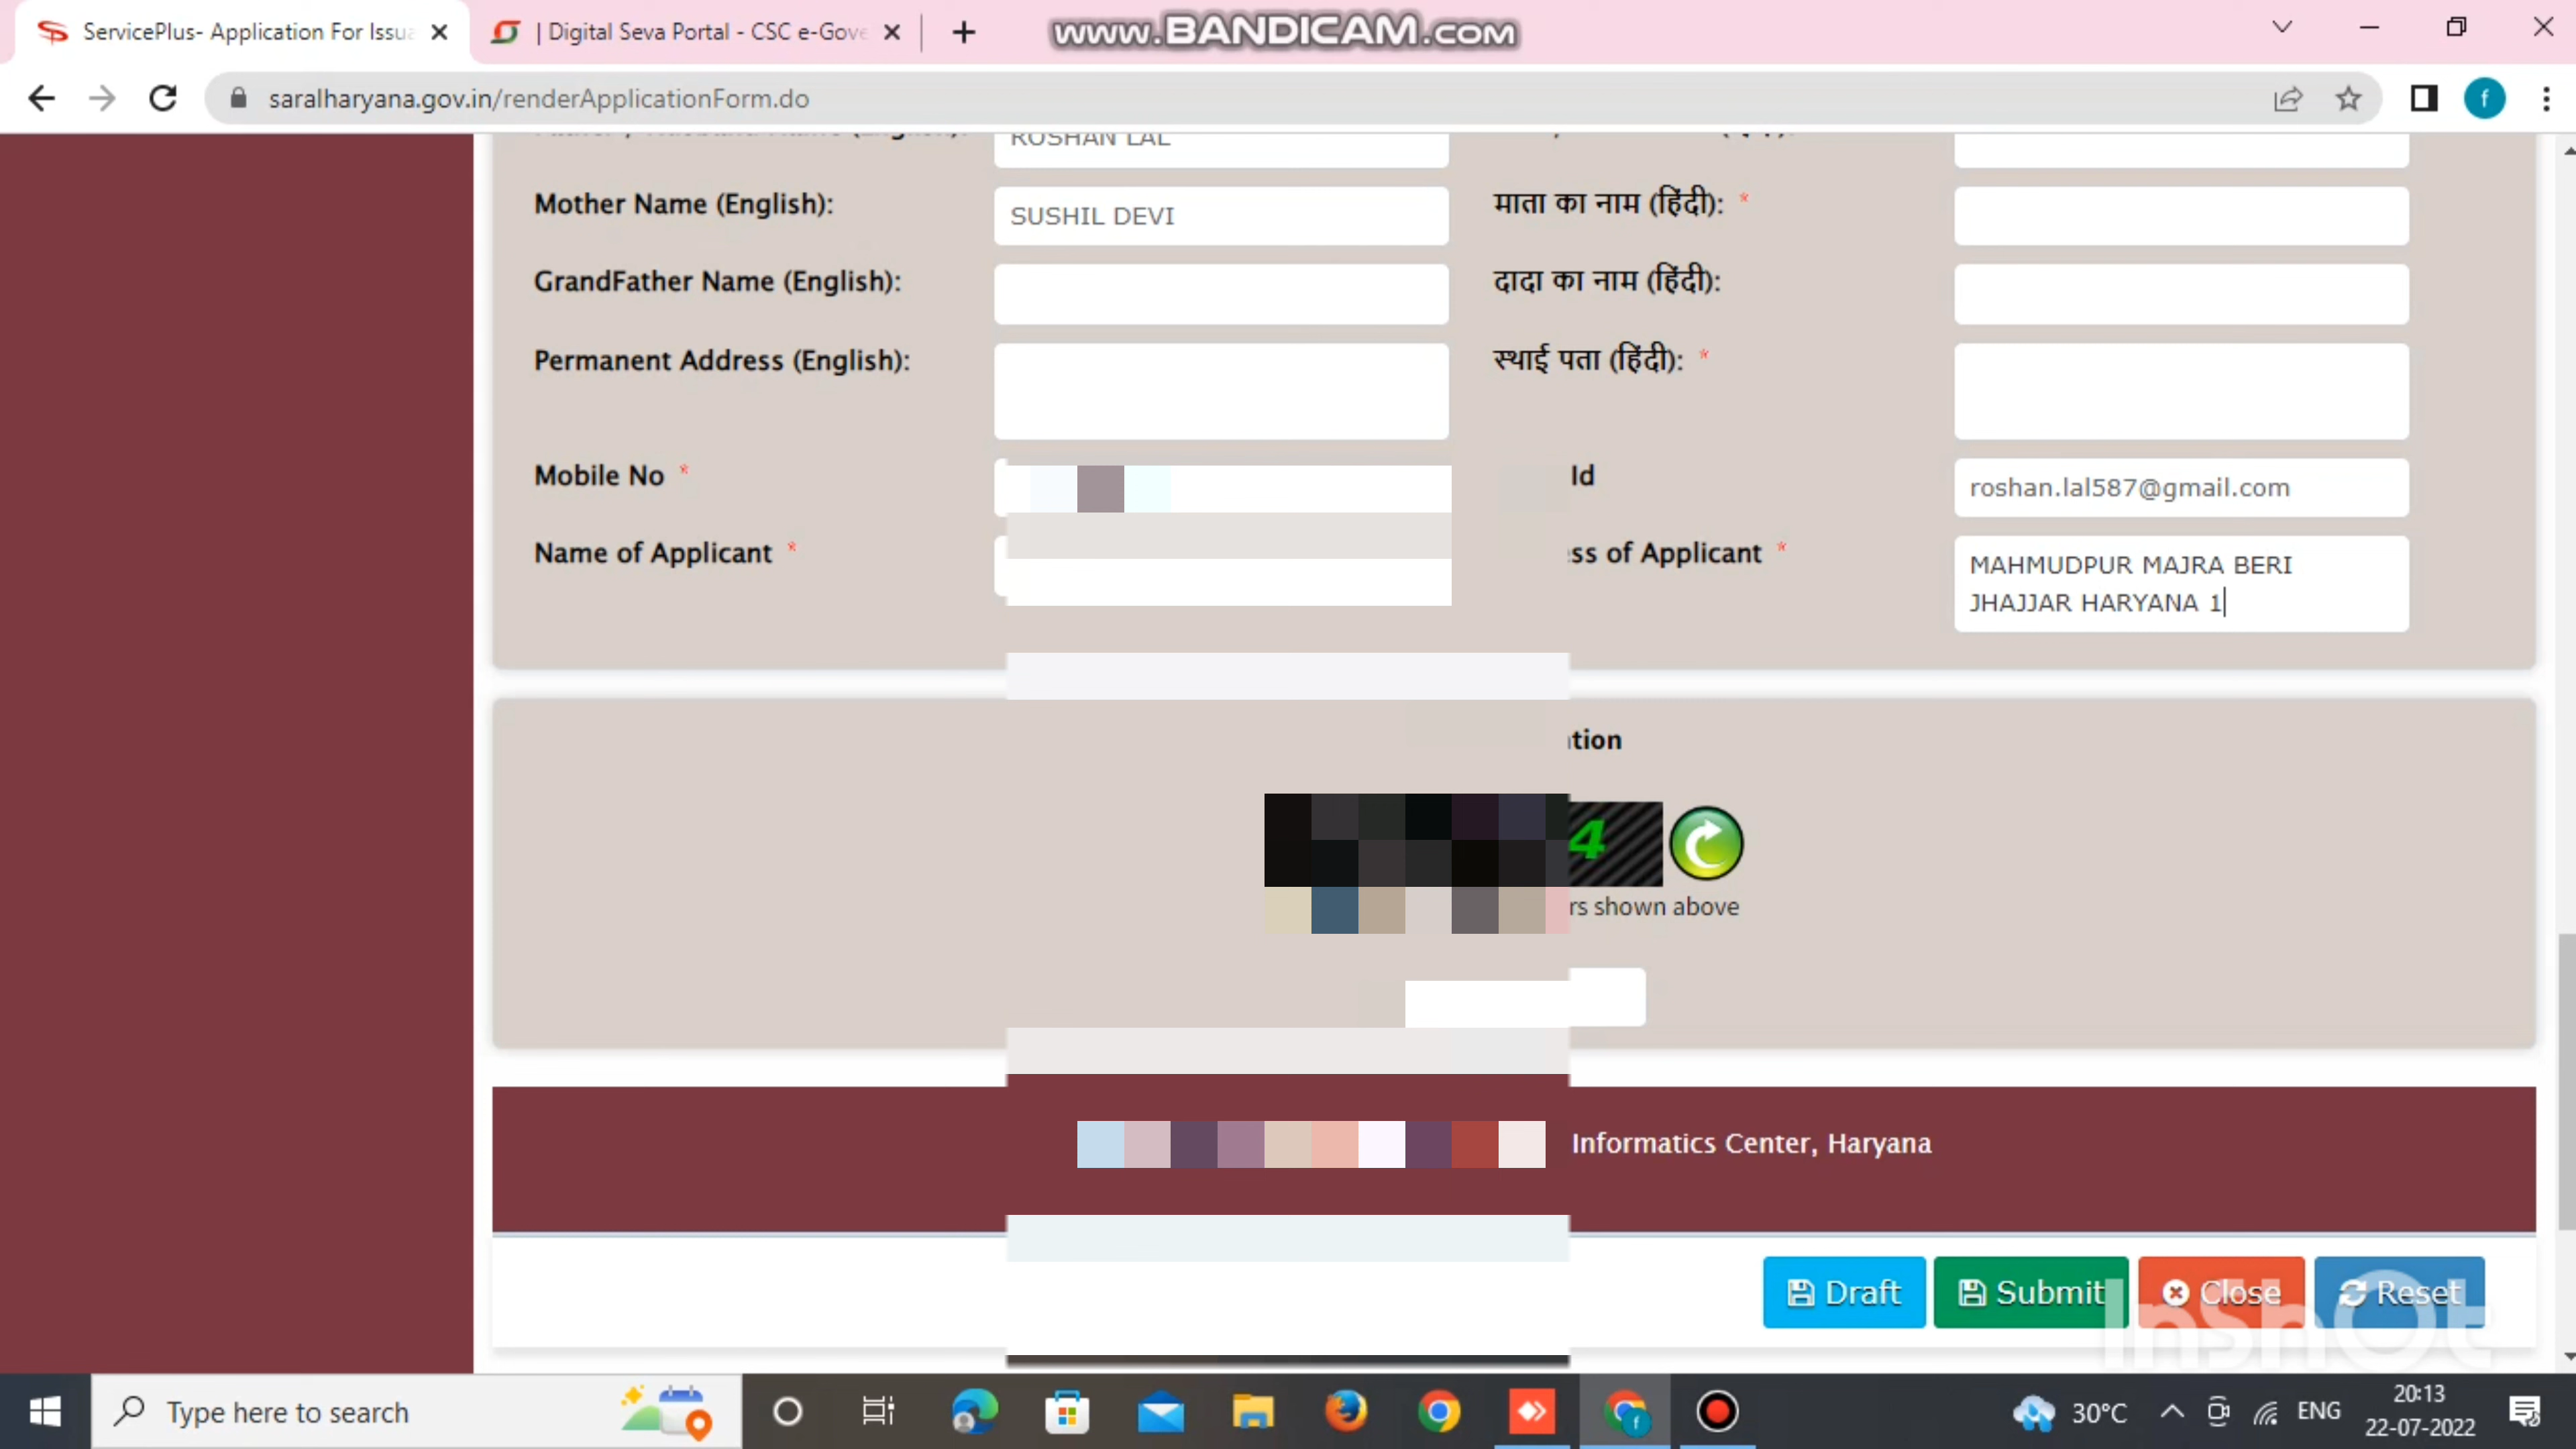 ServicePlus- Application For Issua
| Digital Seva Portal - CSC e-Gove
www.BANDICAM.com
saralharyana.gov.in/renderApplicationForm.do
f
ROSHAN LAL
Mother Name (English):
SUSHIL DEVI
माता का नाम (हिंदी): *
GrandFather Name (English):
दादा का नाम (हिंदी):
Permanent Address (English):
स्थाई पता (हिंदी): *
Mobile No *
Id
roshan.lal587@gmail.com
Name of Applicant *
ss of Applicant *
MAHMUDPUR MAJRA BERI
JHAJJAR HARYANA 1
tion
4
rs shown above
Informatics Center, Haryana
Draft
Submit
Close
Reset
InShot
Type here to search
30°C
ENG
20:13
22-07-2022